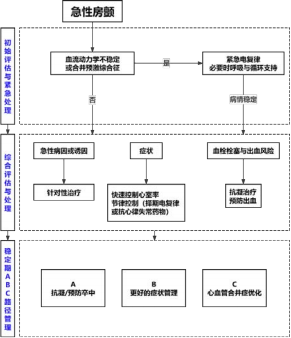 急性房颤
初始评估与紧急处理
血流动力学不稳定
或合并预激综合征
是
紧急电复律
必要时呼吸与循环支持
否
病情稳定
综合评估与处理
急性病因或诱因
症状
血栓栓塞与出血风险
针对性治疗
快速控制心室率
节律控制（择期电复律
或抗心律失常药物）
抗凝治疗
预防出血
稳定期ABC路径管理
A
抗凝/预防卒中
B
更好的症状管理
C
心血管合并症优化